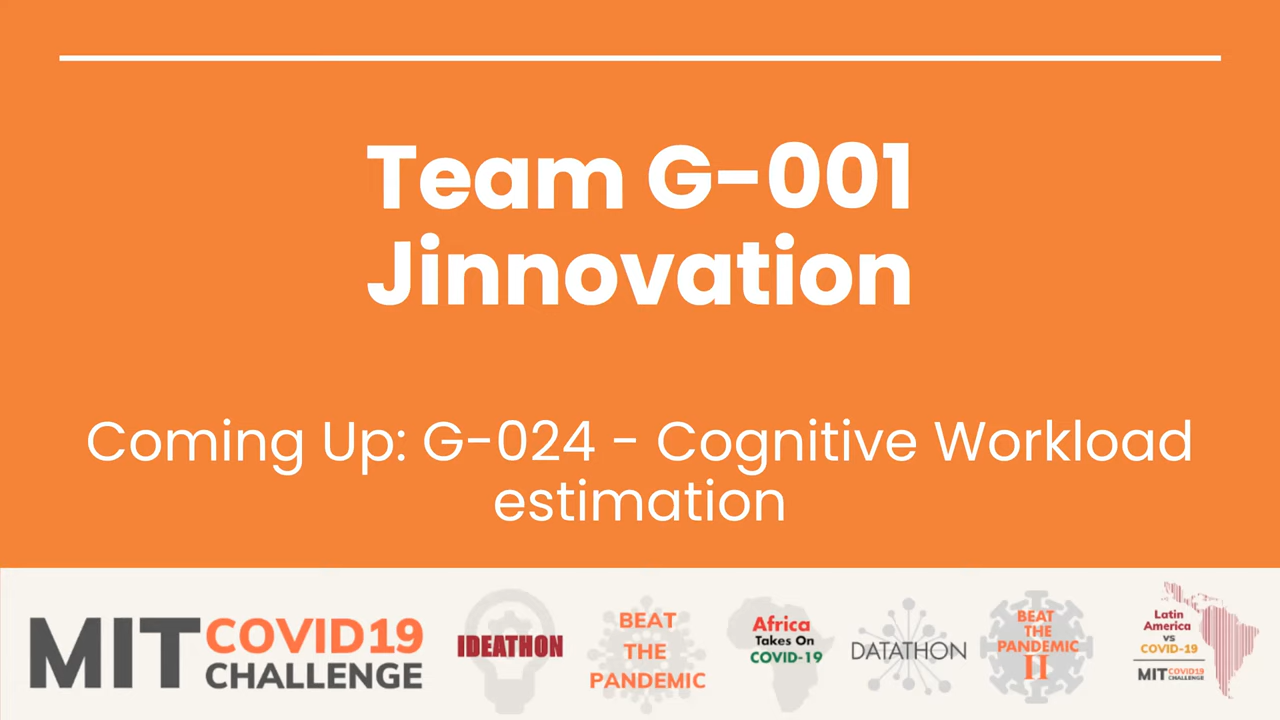 Team G-001
Jinnovation
Coming Up: G-024 - Cognitive Workload
estimation
MIT COVID19
CHALLENGE
IDEATHON
BEAT
THE
PANDEMIC
Africa
Takes On
COVID-19
DATATHON
BEAT
THE
PANDEMIC
II
Latin
America
vs
COVID-19
MIT COVID19
CHALLENGE